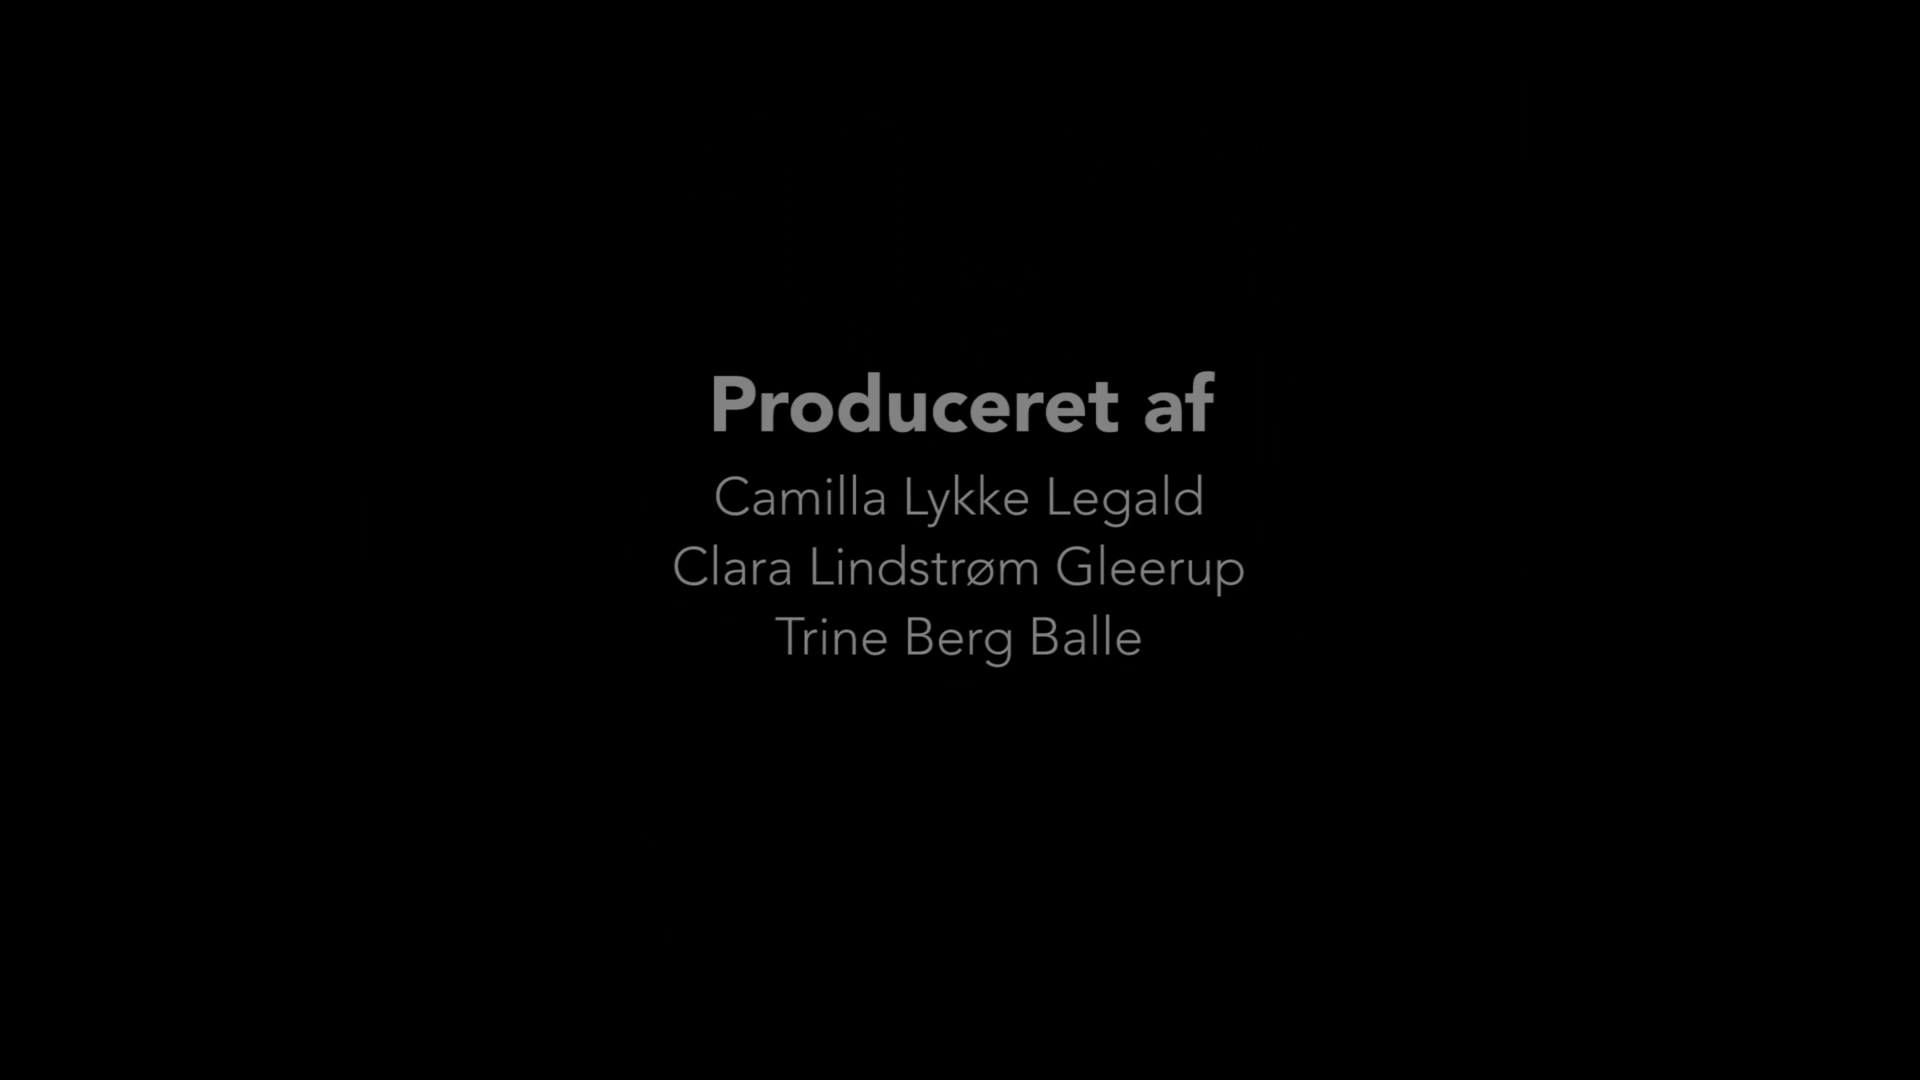 Produceret af
Camilla Lykke Legald
Clara Lindstrøm Gleerup
Trine Berg Balle